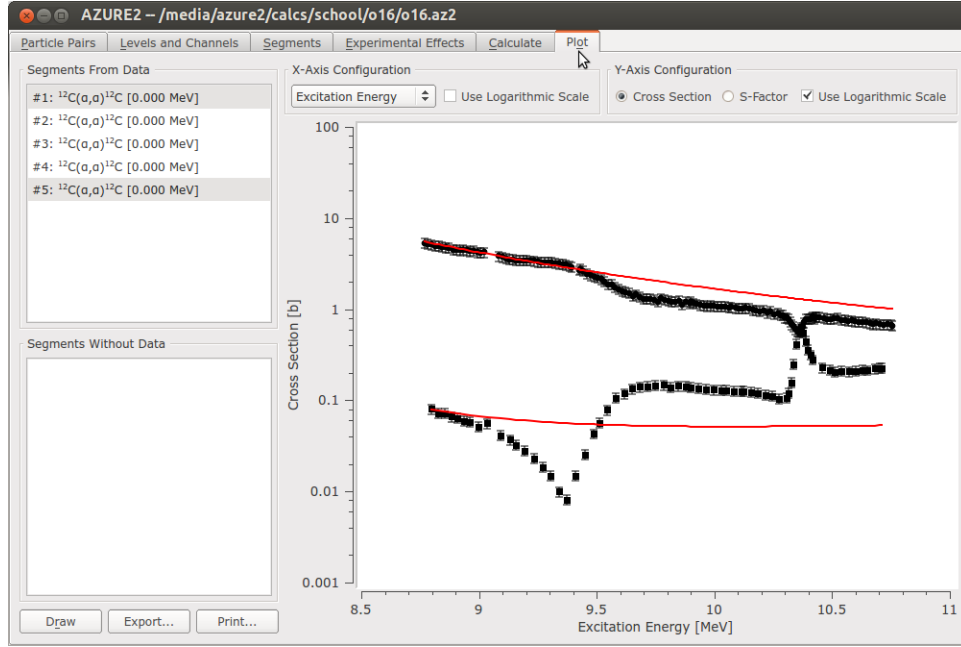 AZURE2 -- /media/azure2/calcs/school/o16/o16.az2
Particle Pairs Levels and Channels Segments Experimental Effects Calculate Plot
Segments From Data
#1: ¹²C(α,α)¹²C [0.000 MeV]
#2: ¹²C(α,α)¹²C [0.000 MeV]
#3: ¹²C(α,α)¹²C [0.000 MeV]
#4: ¹²C(α,α)¹²C [0.000 MeV]
#5: ¹²C(α,α)¹²C [0.000 MeV]
Segments Without Data
Draw Export... Print...
X-Axis Configuration
Excitation Energy Use Logarithmic Scale
Y-Axis Configuration
Cross Section S-Factor Use Logarithmic Scale
100
10
1
0.1
0.01
0.001
Cross Section [b]
8.5 9 9.5 10 10.5 11
Excitation Energy [MeV]